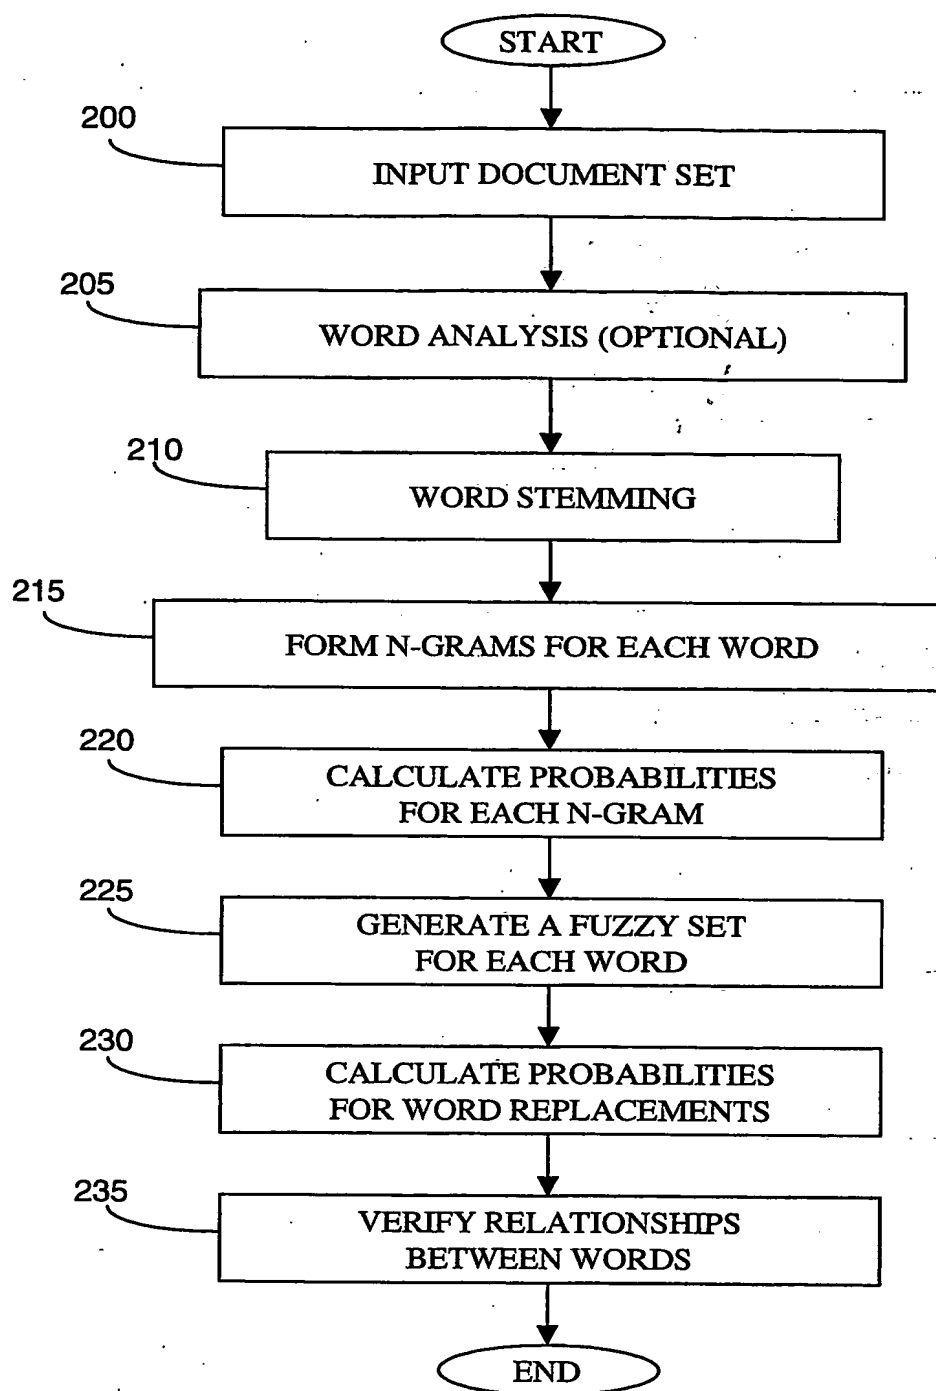 START
200
INPUT DOCUMENT SET
205
WORD ANALYSIS (OPTIONAL)
210
WORD STEMMING
215
FORM N-GRAMS FOR EACH WORD
220
CALCULATE PROBABILITIES
FOR EACH N-GRAM
225
GENERATE A FUZZY SET
FOR EACH WORD
230
CALCULATE PROBABILITIES
FOR WORD REPLACEMENTS
235
VERIFY RELATIONSHIPS
BETWEEN WORDS
END